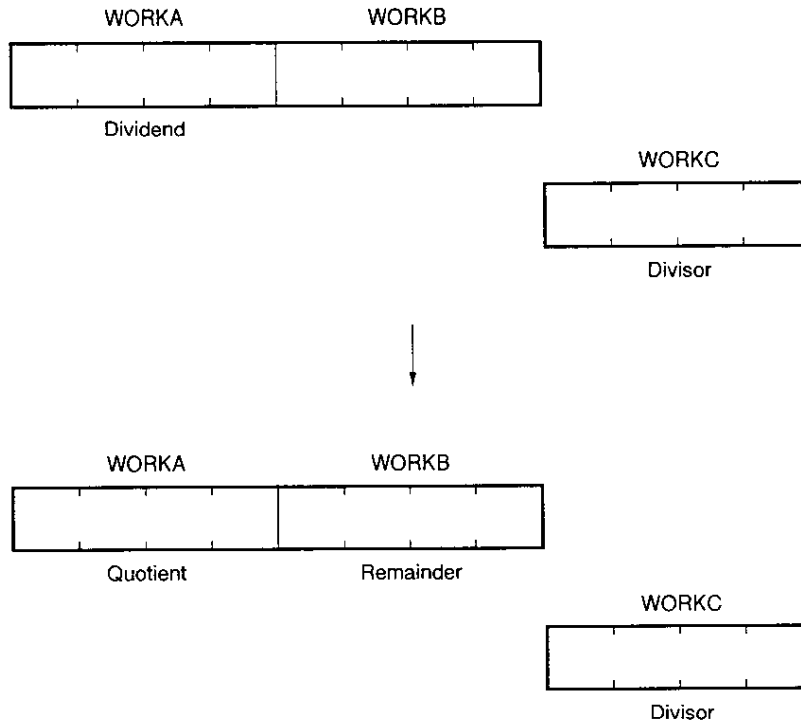 WORKA WORKB
Dividend
WORKC
Divisor
WORKA WORKB
Quotient Remainder
WORKC
Divisor